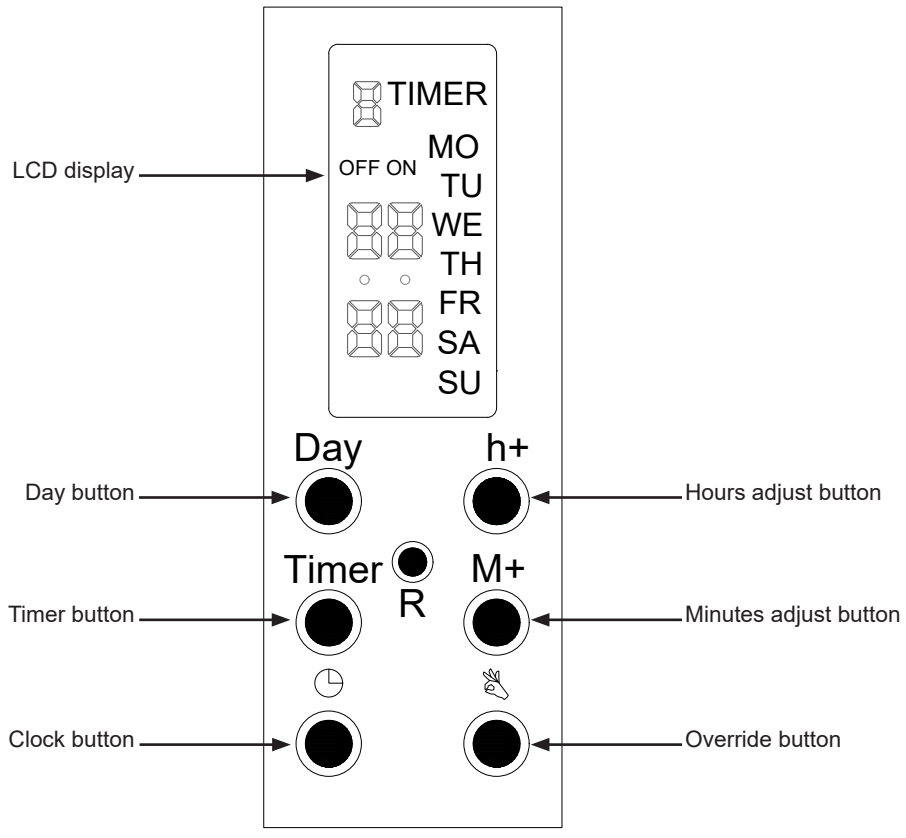 TIMER
MO
LCD display
OFF ON
TU
WE
TH
FR
SA
SU
Day
h+
Day button
Hours adjust button
Timer
M+
R
Timer button
Minutes adjust button
Clock button
Override button